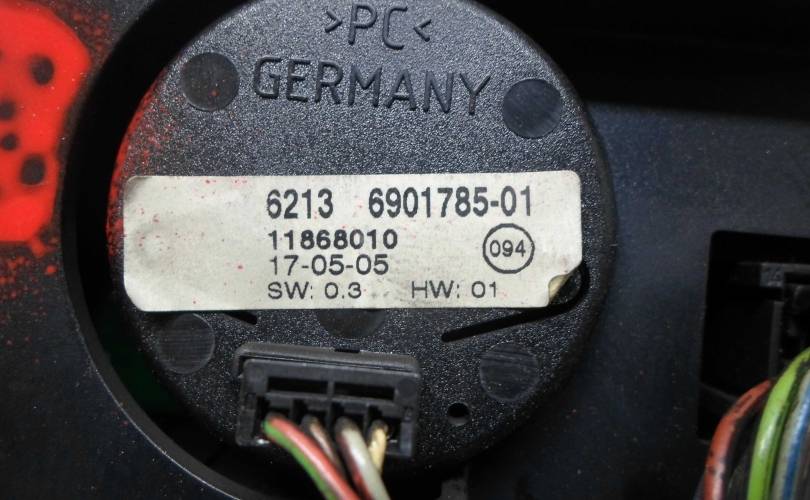 >PC<
GERMANY
6213 6901785-01
11868010
094
17-05-05
SW: 0.3 HW: 01